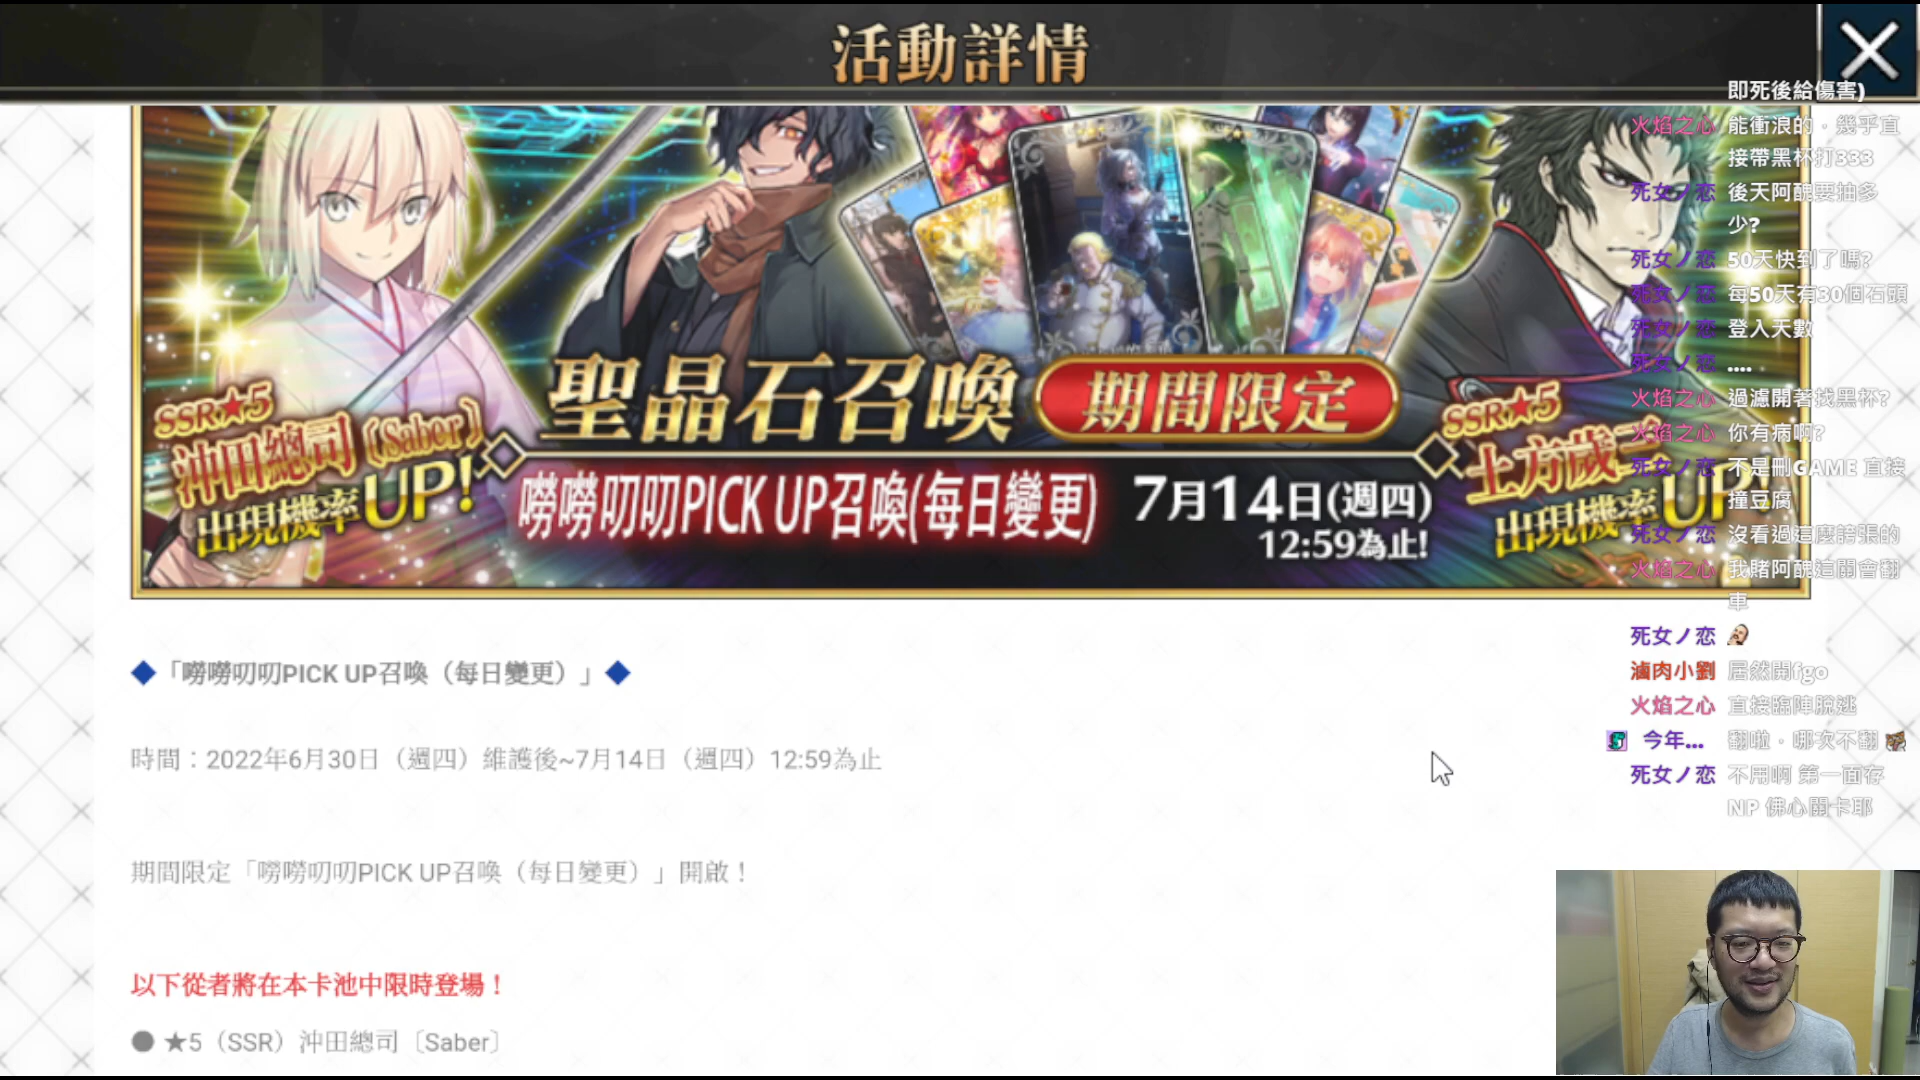 活動詳情
SSR★5
沖田總司〔Saber〕
出現機率UP!
聖晶石召喚 期間限定
嘮嘮叨叨PICK UP召喚(每日變更)
7月14日(週四)
12:59為止!
SSR★5
土方歲
出現機率UP!
◆「嘮嘮叨叨PICK UP召喚（每日變更）」◆
時間：2022年6月30日（週四）維護後~7月14日（週四）12:59為止
期間限定「嘮嘮叨叨PICK UP召喚（每日變更）」開啟！
以下從者將在本卡池中限時登場！
● ★5（SSR）沖田總司〔Saber〕
即死後給傷害)
火焰之心 能衝浪的，幾乎直
接帶黑杯打333
死女ノ恋 後天阿醜要抽多
少?
死女ノ恋 50天快到了嗎?
死女ノ恋 每50天有30個石頭
死女ノ恋 登入天數
死女ノ恋 ....
火焰之心 過濾開著找黑杯?
火焰之心 你有病啊?
死女ノ恋 不是刪GAME 直接
撞豆腐
死女ノ恋 沒看過這麼誇張的
火焰之心 我賭阿醜這關會翻
車
死女ノ恋
滷肉小劉 居然開fgo
火焰之心 直接臨陣脫逃
今年... 翻啦，哪次不翻
死女ノ恋 不用啊 第一面存
NP 佛心關卡耶